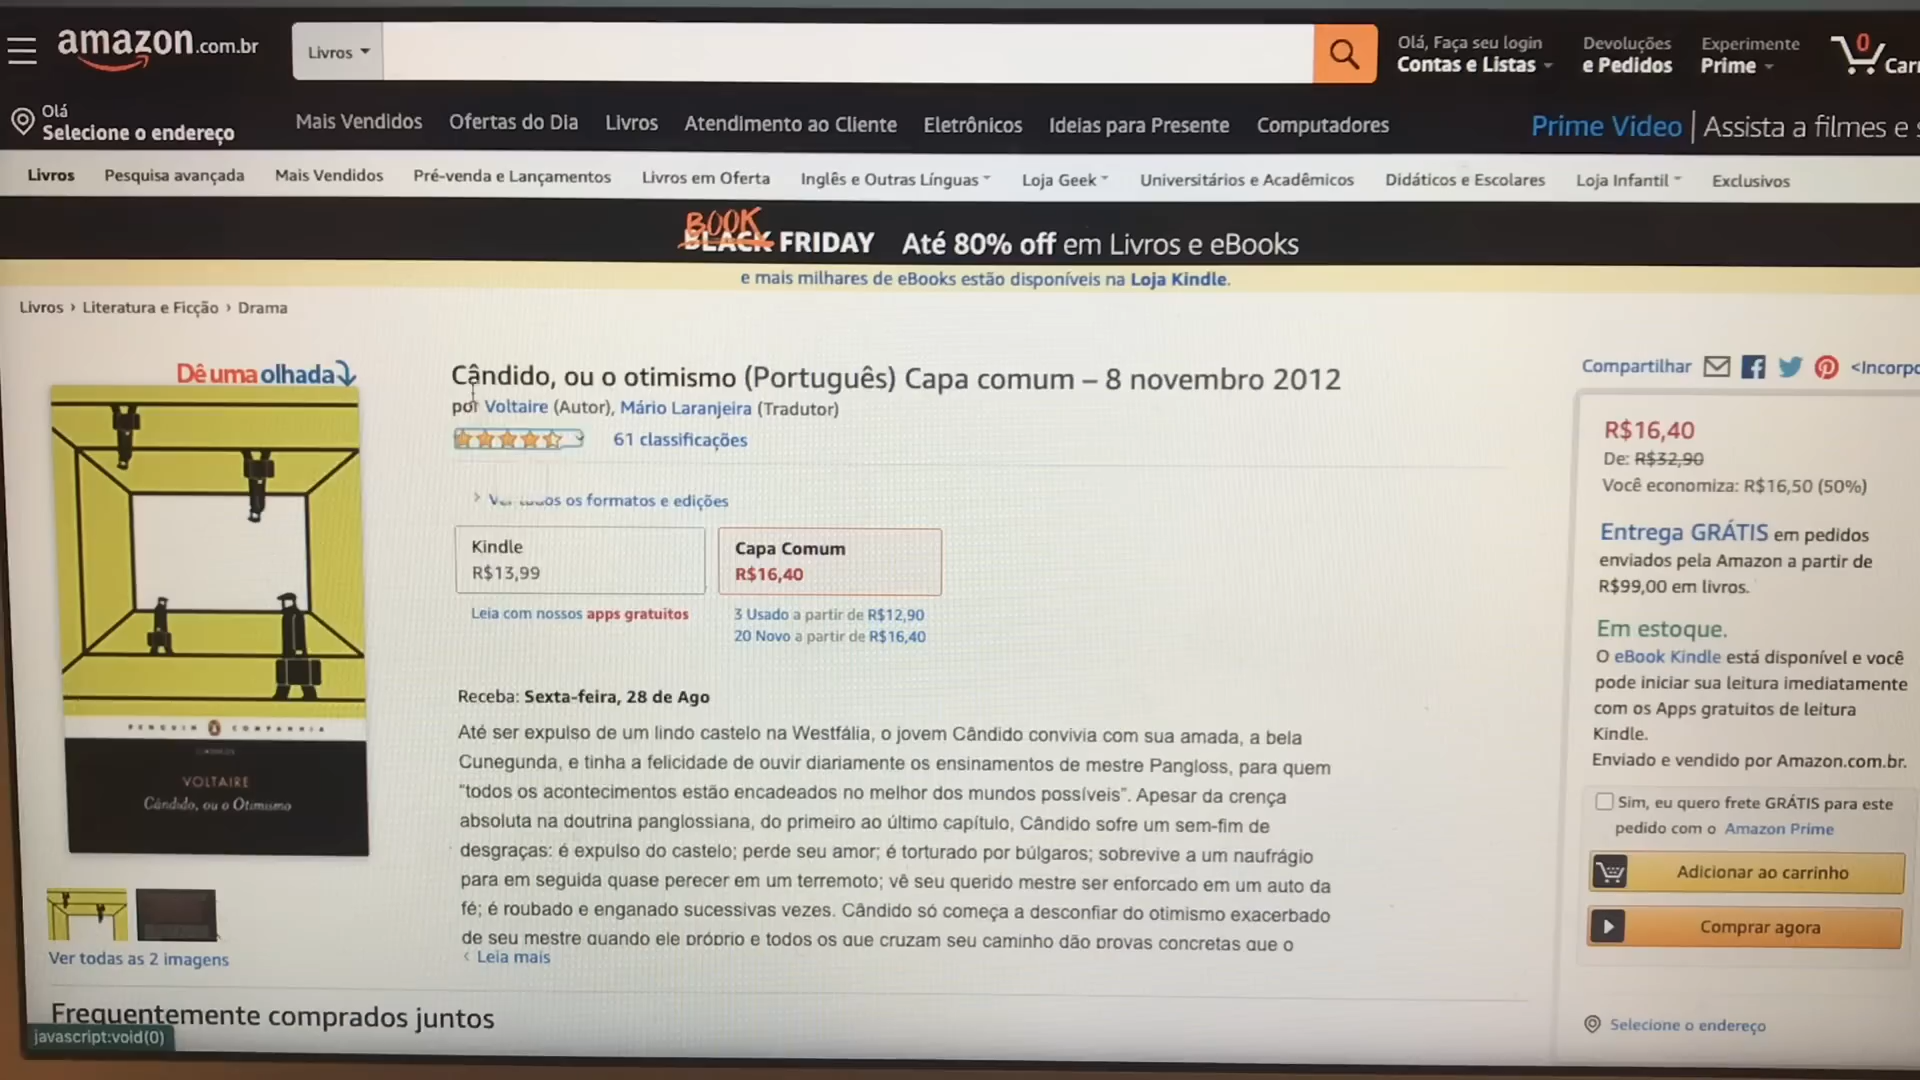 amazon.com.br
Livros
Olá, Faça seu login
Contas e Listas
Devoluções
e Pedidos
Experimente
Prime
0
Olá
Selecione o endereço
Mais Vendidos Ofertas do Dia Livros Atendimento ao Cliente Eletrônicos Ideias para Presente Computadores
Prime Video | Assista a filmes e
Livros Pesquisa avançada Mais Vendidos Pré-venda e Lançamentos Livros em Oferta Inglês e Outras Línguas Loja Geek Universitários e Acadêmicos Didáticos e Escolares Loja Infantil Exclusivos
BOOK
BLACK FRIDAY Até 80% off em Livros e eBooks
e mais milhares de eBooks estão disponíveis na Loja Kindle.
Livros › Literatura e Ficção › Drama
Dê uma olhada
PENGUIN COMPANHIA
VOLTAIRE
Cândido, ou o Otimismo
Ver todas as 2 imagens
Cândido, ou o otimismo (Português) Capa comum – 8 novembro 2012
por Voltaire (Autor), Mário Laranjeira (Tradutor)
61 classificações
os formatos e edições
Kindle
R$13,99
Capa Comum
R$16,40
Leia com nossos apps gratuitos
3 Usado a partir de R$12,90
20 Novo a partir de R$16,40
Receba: Sexta-feira, 28 de Ago
Até ser expulso de um lindo castelo na Westfália, o jovem Cândido convivia com sua amada, a bela
Cunegunda, e tinha a felicidade de ouvir diariamente os ensinamentos de mestre Pangloss, para quem
“todos os acontecimentos estão encadeados no melhor dos mundos possíveis”. Apesar da crença
absoluta na doutrina panglossiana, do primeiro ao último capítulo, Cândido sofre um sem-fim de
desgraças: é expulso do castelo; perde seu amor; é torturado por búlgaros; sobrevive a um naufrágio
para em seguida quase perecer em um terremoto; vê seu querido mestre ser enforcado em um auto da
fé; é roubado e enganado sucessivas vezes. Cândido só começa a desconfiar do otimismo exacerbado
de seu mestre quando ele próprio e todos os que cruzam seu caminho dão provas concretas que o
Leia mais
Compartilhar
R$16,40
De: R$32,90
Você economiza: R$16,50 (50%)
Entrega GRÁTIS em pedidos
enviados pela Amazon a partir de
R$99,00 em livros.
Em estoque.
O eBook Kindle está disponível e você
pode iniciar sua leitura imediatamente
com os Apps gratuitos de leitura
Kindle.
Enviado e vendido por Amazon.com.br.
Sim, eu quero frete GRÁTIS para este
pedido com o Amazon Prime
Adicionar ao carrinho
Comprar agora
Selecione o endereço
Frequentemente comprados juntos
javascript:void(0)